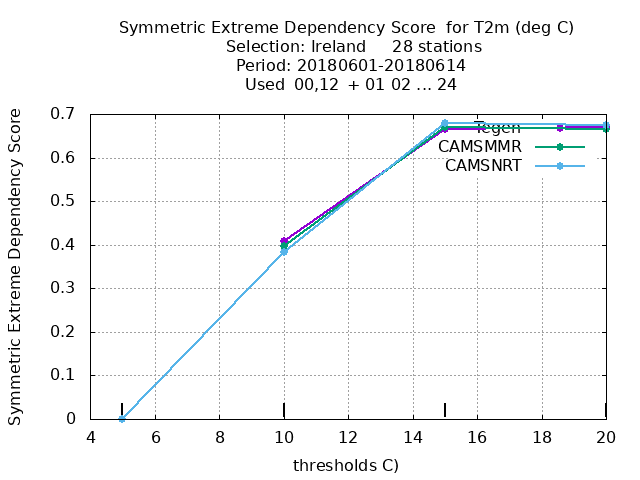 Symmetric Extreme Dependency Score for T2m (deg C)
Selection: Ireland 28 stations
Period: 20180601-20180614
Used 00,12 + 01 02 ... 24
Symmetric Extreme Dependency Score
0.7
0.6
0.5
0.4
0.3
0.2
0.1
0
Tegen
CAMSMMR
CAMSNRT
4 6 8 10 12 14 16 18 20
thresholds C)